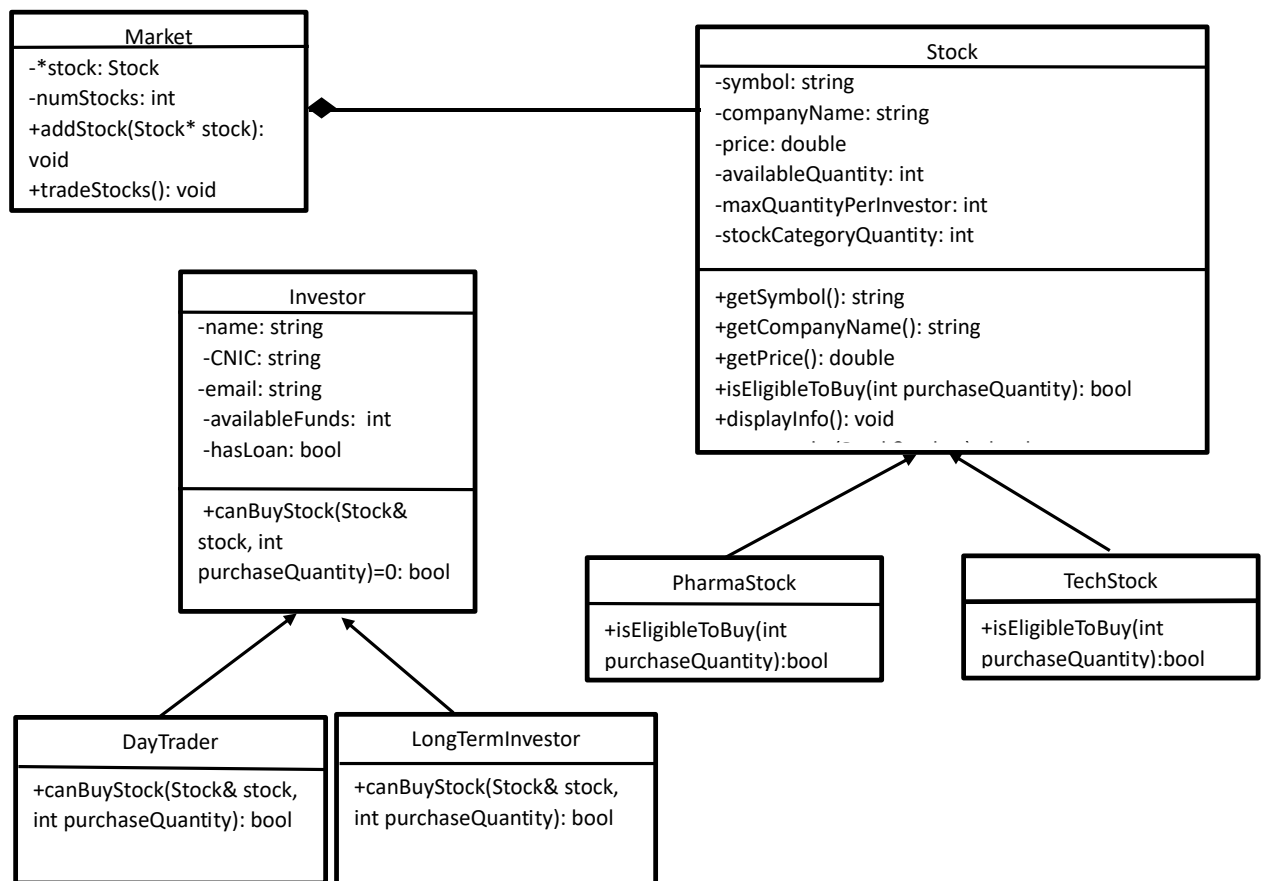 Market
-*stock: Stock
-numStocks: int
+addStock(Stock* stock):
void
+tradeStocks(): void
Stock
-symbol: string
-companyName: string
-price: double
-availableQuantity: int
-maxQuantityPerInvestor: int
-stockCategoryQuantity: int
+getSymbol(): string
+getCompanyName(): string
+getPrice(): double
+isEligibleToBuy(int purchaseQuantity): bool
+displayInfo(): void
Investor
-name: string
-CNIC: string
-email: string
-availableFunds: int
-hasLoan: bool
+canBuyStock(Stock&
stock, int
purchaseQuantity)=0: bool
PharmaStock
+isEligibleToBuy(int
purchaseQuantity):bool
TechStock
+isEligibleToBuy(int
purchaseQuantity):bool
DayTrader
+canBuyStock(Stock& stock,
int purchaseQuantity): bool
LongTermInvestor
+canBuyStock(Stock& stock,
int purchaseQuantity): bool